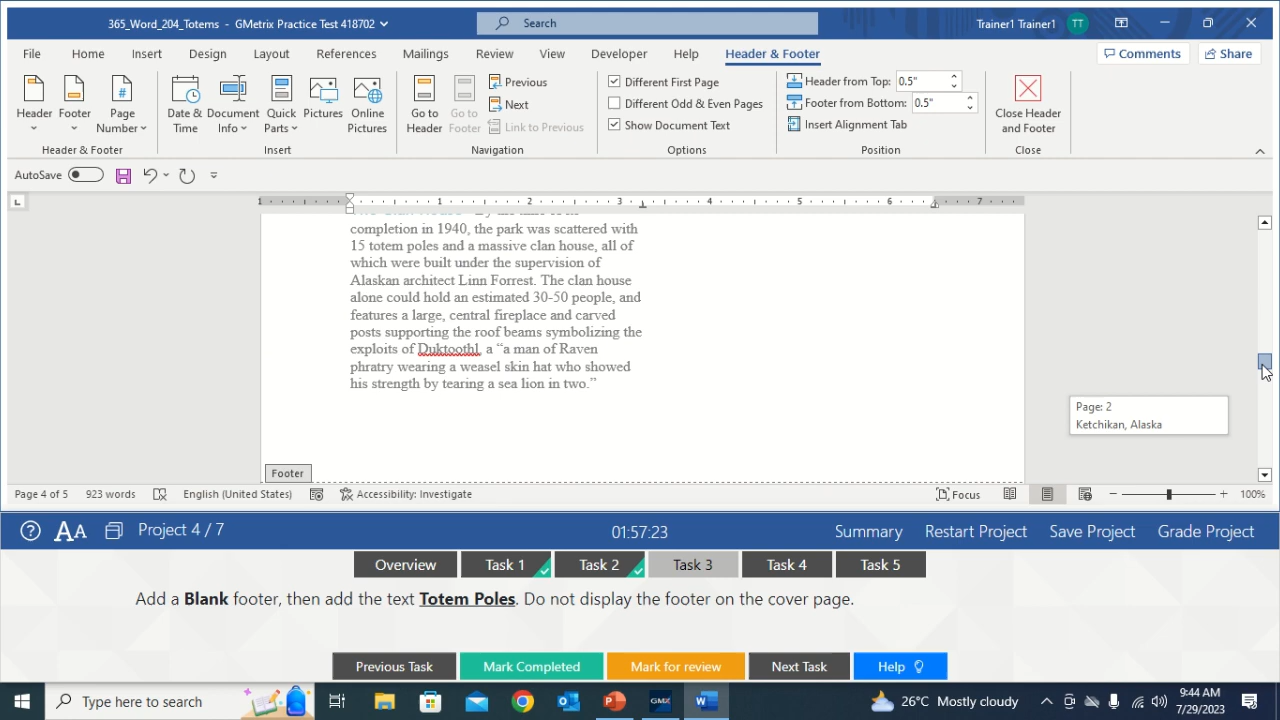 365_Word_204_Totems - GMetrix Practice Test 418702
Search
Trainer1 Trainer1
TT
File Home Insert Design Layout References Mailings Review View Developer Help Header & Footer
Comments Share
Header Footer Page Number
Header & Footer
Date & Time Document Info Quick Parts Pictures Online Pictures
Insert
Go to Header Go to Footer
Previous
Next
Link to Previous
Navigation
Different First Page
Different Odd & Even Pages
Show Document Text
Options
Header from Top: 0.5"
Footer from Bottom: 0.5"
Insert Alignment Tab
Position
Close Header and Footer
Close
AutoSave
L
1 1 2 3 4 5 6 7
completion in 1940, the park was scattered with
15 totem poles and a massive clan house, all of
which were built under the supervision of
Alaskan architect Linn Forrest. The clan house
alone could hold an estimated 30-50 people, and
features a large, central fireplace and carved
posts supporting the roof beams symbolizing the
exploits of Duktoothl, a “a man of Raven
phratry wearing a weasel skin hat who showed
his strength by tearing a sea lion in two.”
Page: 2
Ketchikan, Alaska
Footer
Page 4 of 5 923 words English (United States) Accessibility: Investigate Focus 100%
Project 4 / 7
01:57:23
Summary Restart Project Save Project Grade Project
Overview Task 1 Task 2 Task 3 Task 4 Task 5
Add a Blank footer, then add the text Totem Poles. Do not display the footer on the cover page.
Previous Task Mark Completed Mark for review Next Task Help
Type here to search
GMX
26°C Mostly cloudy
9:44 AM
7/29/2023